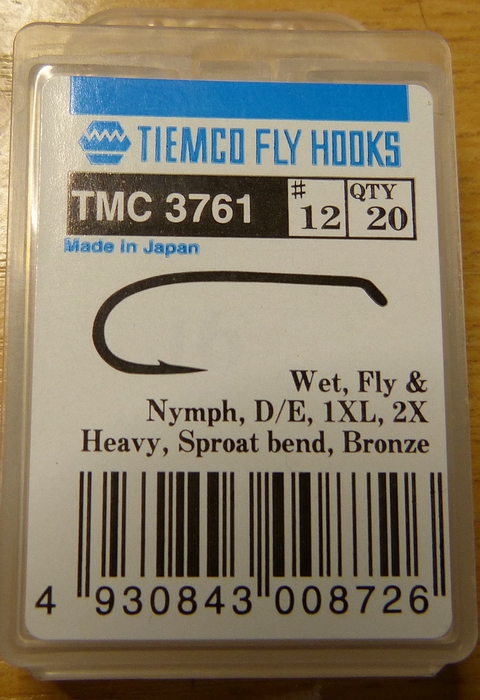 TIEMCO FLY HOOKS
TMC 3761
# 12
QTY 20
Made in Japan
Wet, Fly &
Nymph, D/E, 1XL, 2X
Heavy, Sproat bend, Bronze
4 930843 008726